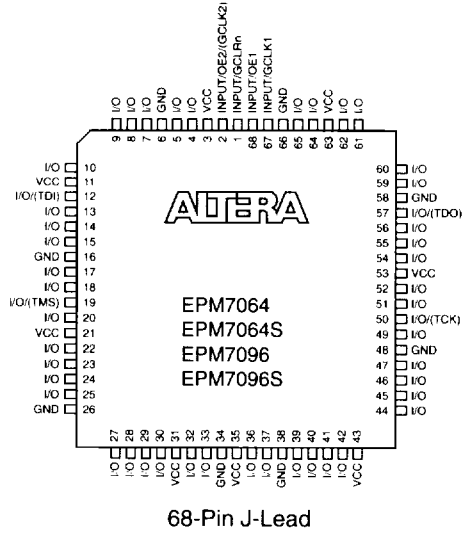 I/O I/O I/O GND I/O I/O VCC INPUT/OE2/(GCLK2) INPUT/GCLRn INPUT/OE1 INPUT/GCLK1 GND I/O I/O VCC I/O I/O
9 8 7 6 5 4 3 2 1 68 67 66 65 64 63 62 61
I/O 10
VCC 11
I/O/(TDI) 12
I/O 13
I/O 14
I/O 15
GND 16
I/O 17
I/O 18
I/O/(TMS) 19
I/O 20
VCC 21
I/O 22
I/O 23
I/O 24
I/O 25
GND 26
ALTERA
EPM7064
EPM7064S
EPM7096
EPM7096S
60 I/O
59 I/O
58 GND
57 I/O/(TDO)
56 I/O
55 I/O
54 I/O
53 VCC
52 I/O
51 I/O
50 I/O/(TCK)
49 I/O
48 GND
47 I/O
46 I/O
45 I/O
44 I/O
27 28 29 30 31 32 33 34 35 36 37 38 39 40 41 42 43
I/O I/O I/O I/O VCC I/O I/O GND VCC I/O I/O GND I/O I/O I/O I/O VCC
68-Pin J-Lead